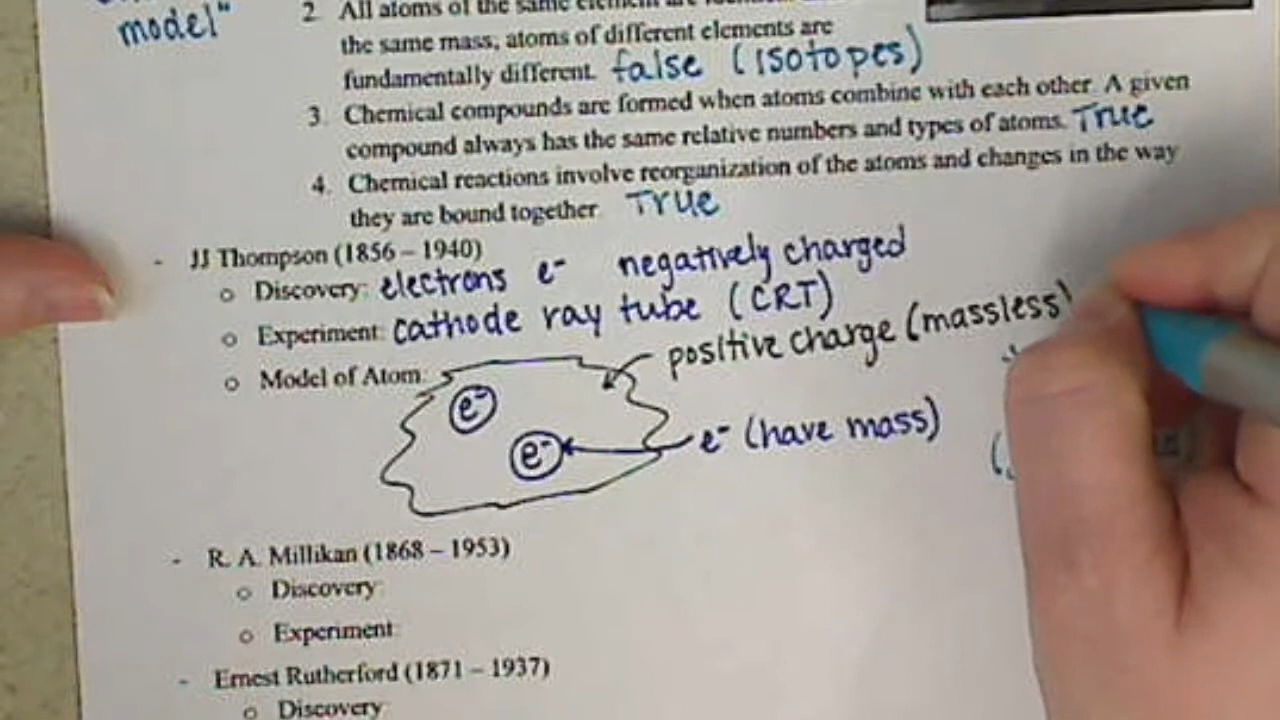 model"
2. All atoms of the same element are
the same mass; atoms of different elements are
fundamentally different. false (isotopes)
3. Chemical compounds are formed when atoms combine with each other. A given
compound always has the same relative numbers and types of atoms. True
4. Chemical reactions involve reorganization of the atoms and changes in the way
they are bound together. True
- JJ Thompson (1856 – 1940)
o Discovery: electrons e⁻ negatively charged
o Experiment: cathode ray tube (CRT)
positive charge (massless)
o Model of Atom:
e⁻
e⁻
e⁻ (have mass)
- R. A. Millikan (1868 – 1953)
o Discovery:
o Experiment:
- Ernest Rutherford (1871 – 1937)
o Discovery